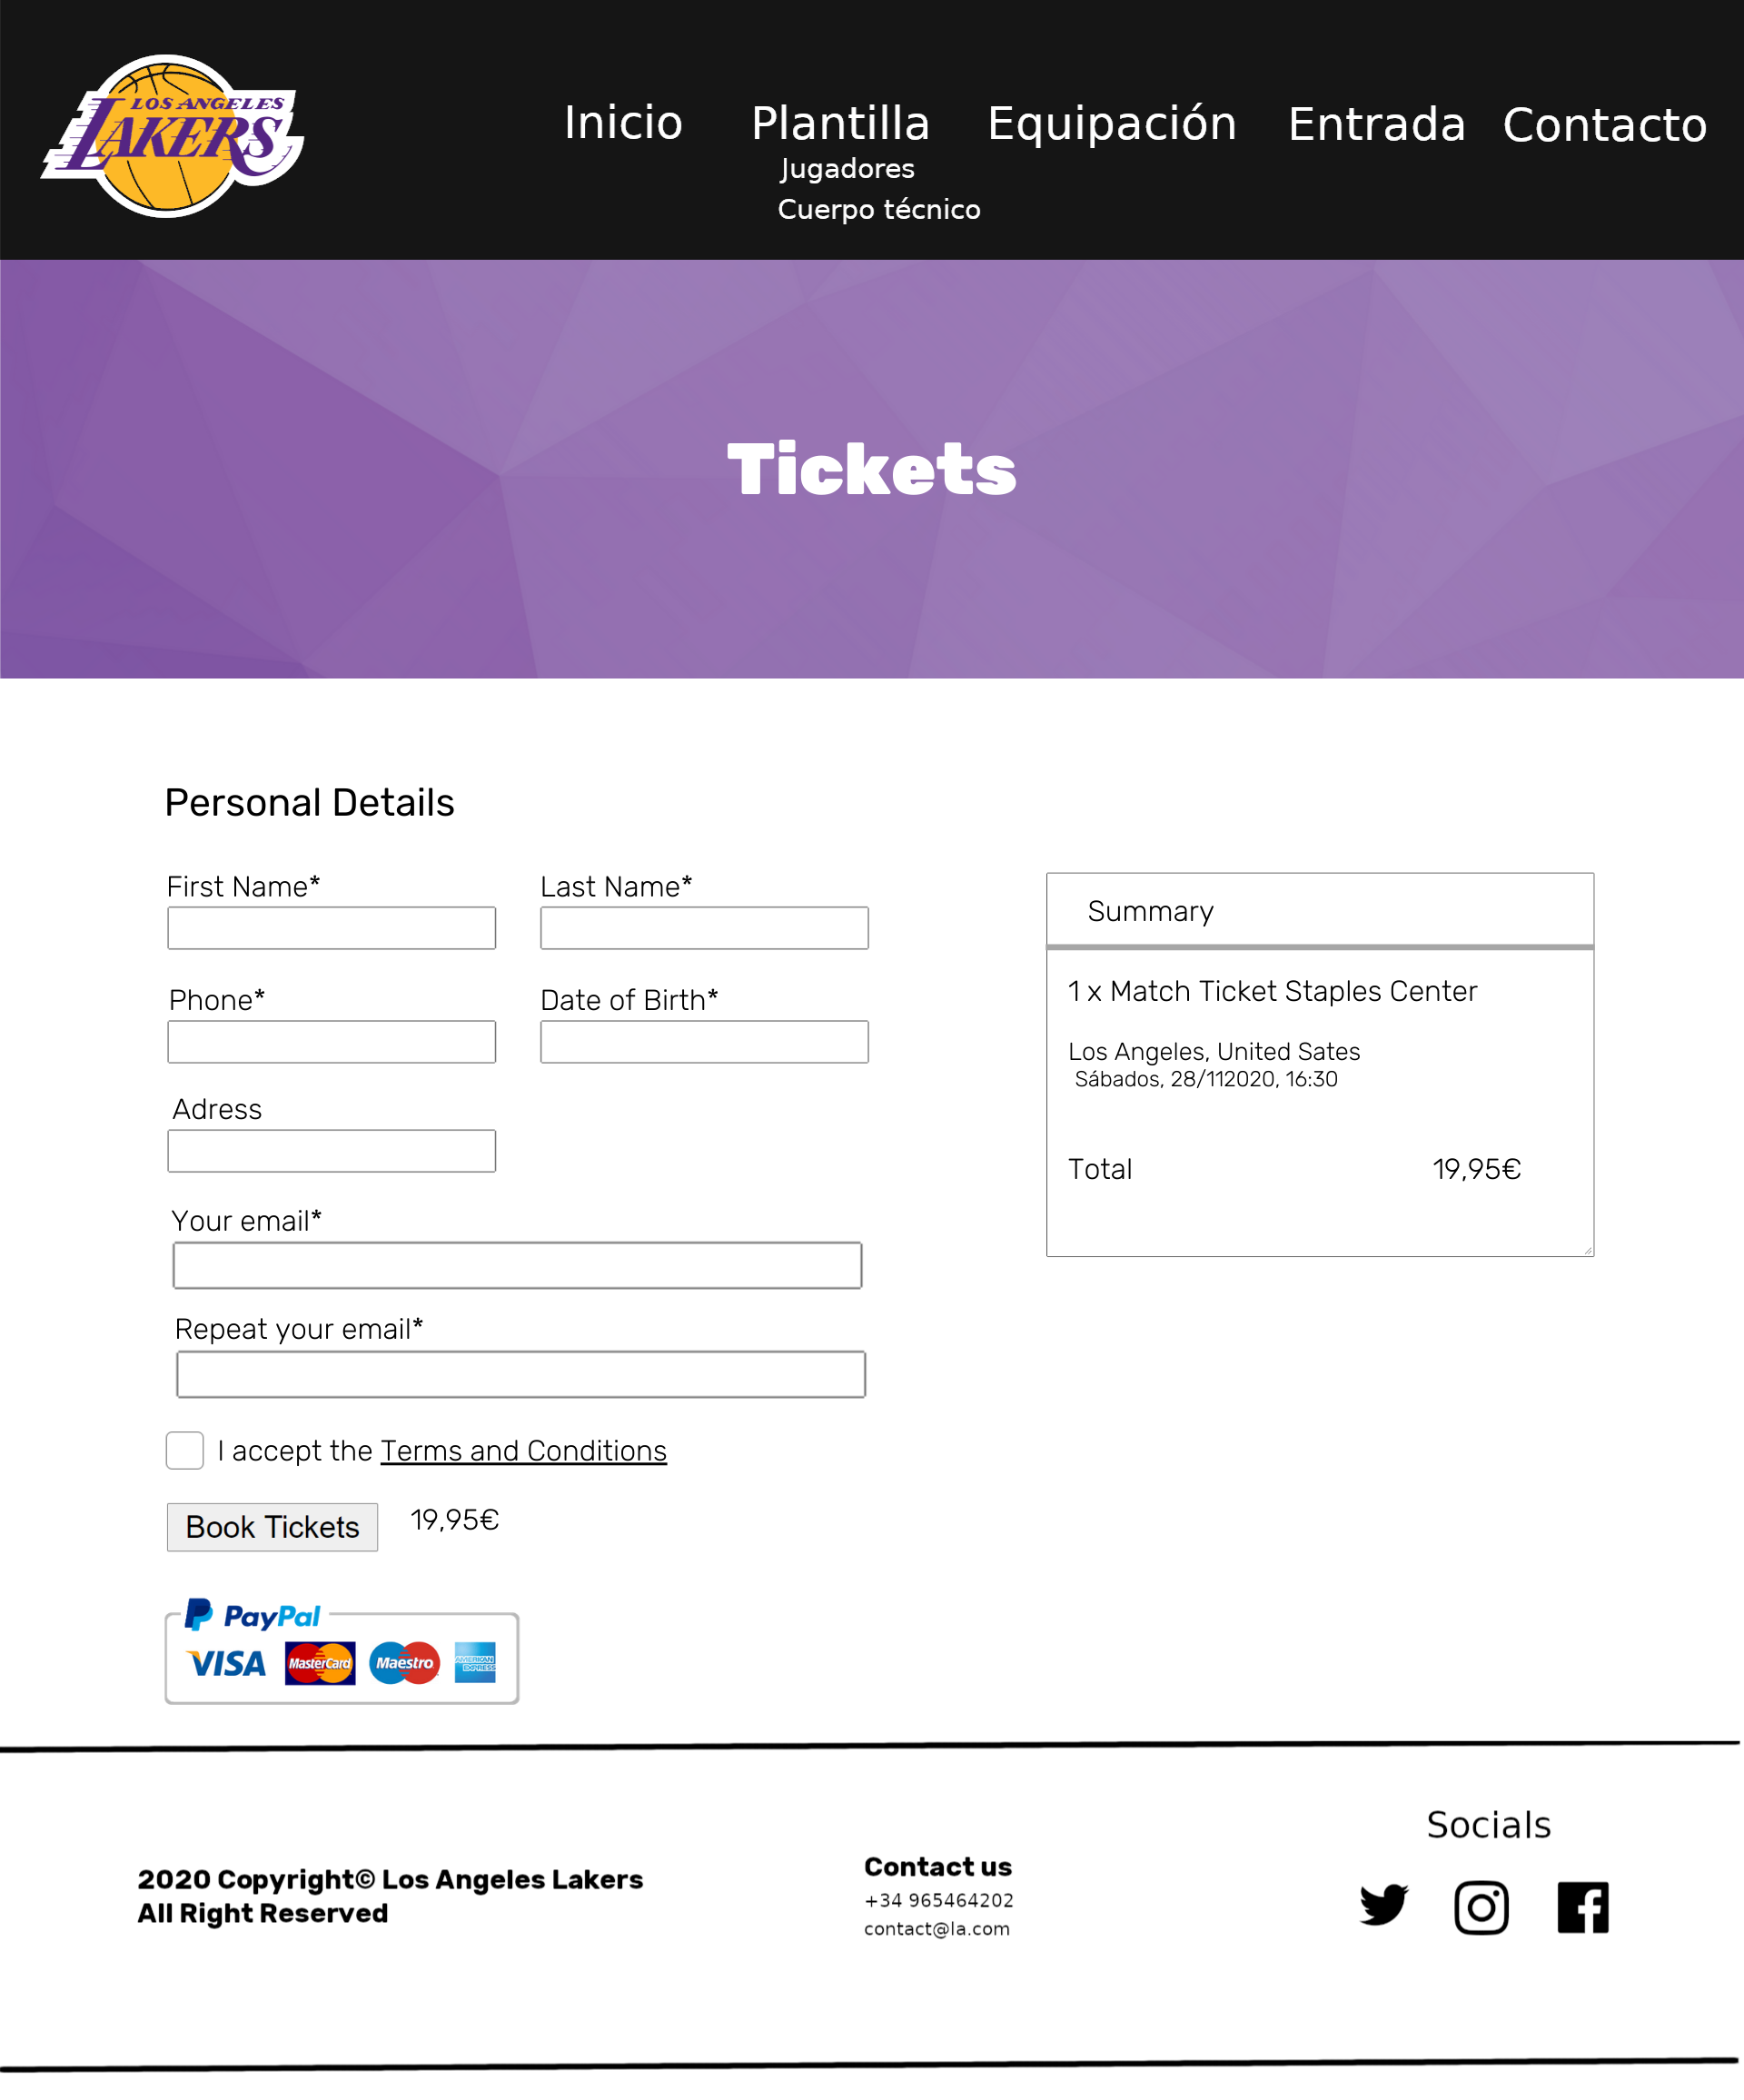 LOS ANGELES
LAKERS
Inicio Plantilla Equipación Entrada Contacto
Jugadores
Cuerpo técnico
Tickets
Personal Details
First Name* Last Name*
Phone* Date of Birth*
Adress
Your email*
Repeat your email*
I accept the Terms and Conditions
Book Tickets 19,95€
PayPal
VISA MasterCard Maestro AMERICAN EXPRESS
Summary
1 x Match Ticket Staples Center
Los Angeles, United Sates
Sábados, 28/112020, 16:30
Total 19,95€
2020 Copyright© Los Angeles Lakers
All Right Reserved
Contact us
+34 965464202
contact@la.com
Socials